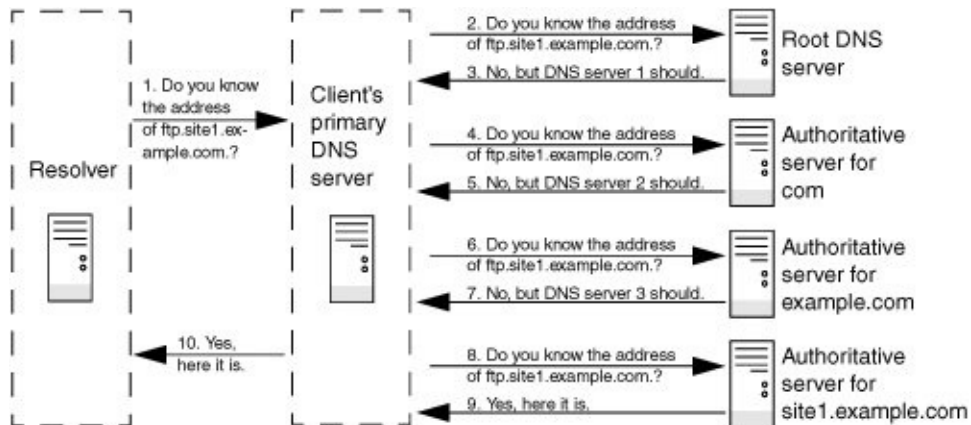 Resolver
1. Do you know
the address
of ftp.site1.ex-
ample.com.?
10. Yes,
here it is.
Client's
primary
DNS
server
2. Do you know the address
of ftp.site1.example.com.?
3. No, but DNS server 1 should.
Root DNS
server
4. Do you know the address
of ftp.site1.example.com.?
5. No, but DNS server 2 should.
Authoritative
server for
com
6. Do you know the address
of ftp.site1.example.com.?
7. No, but DNS server 3 should.
Authoritative
server for
example.com
8. Do you know the address
of ftp.site1.example.com.?
9. Yes, here it is.
Authoritative
server for
site1.example.com